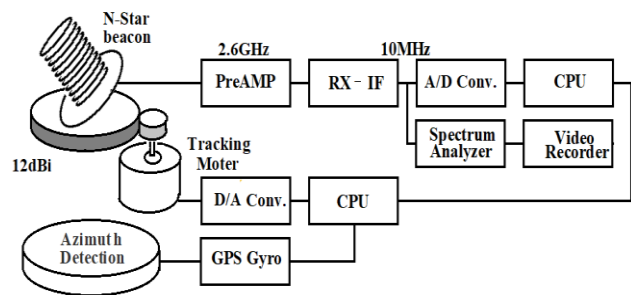 N-Star
beacon
2.6GHz
10MHz
PreAMP
RX- IF
A/D Conv.
CPU
12dBi
Tracking
Moter
Spectrum
Analyzer
Video
Recorder
D/A Conv.
CPU
Azimuth
Detection
GPS Gyro